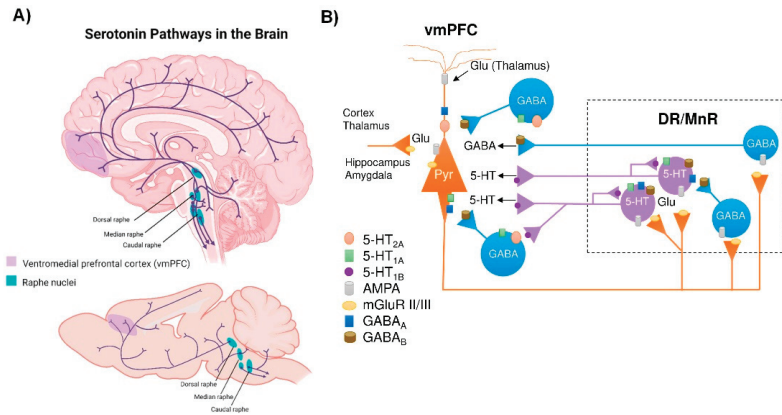 A)
Serotonin Pathways in the Brain
Dorsal raphe
Median raphe
Caudal raphe
Ventromedial prefrontal cortex (vmPFC)
Raphe nuclei
Dorsal raphe
Median raphe
Caudal raphe
B)
vmPFC
Glu (Thalamus)
GABA
DR/MnR
Cortex
Thalamus
Glu
Hippocampus
Amygdala
Pyr
GABA
GABA
5-HT
5-HT
5-HT
5-HT
Glu
GABA
GABA
5-HT2A
5-HT1A
5-HT1B
AMPA
mGluR II/III
GABAA
GABAB